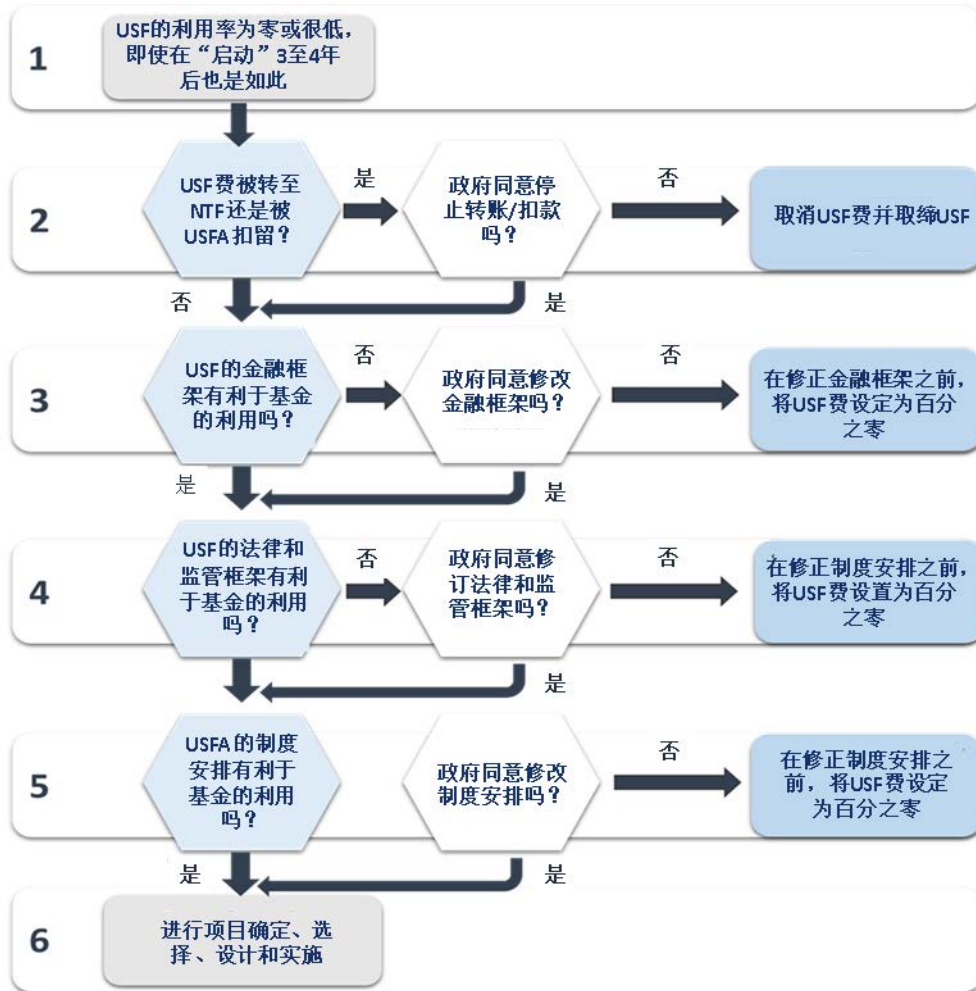 1
USF的利用率为零或很低，
即使在“启动”3至4年
后也是如此
2
USF费被转至
NTF还是被
USFA扣留？
是
政府同意停
止转账/扣款
吗？
否
取消USF费并取缔USF
否
是
3
USF的金融框
架有利于基金
的利用吗？
否
政府同意修改
金融框架吗？
否
在修正金融框架之前，
将USF费设定为百分
之零
是
是
4
USF的法律和
监管框架有利
于基金的利用
吗？
否
政府同意修
订法律和监
管框架吗？
否
在修正制度安排之前，
将USF费设置为百分
之零
是
5
USFA的制度
安排有利于
基金的利用
吗？
政府同意修改
制度安排吗？
否
在修正制度安排之
前，将USF费设定
为百分之零
是
是
6
进行项目确定、选
择、设计和实施